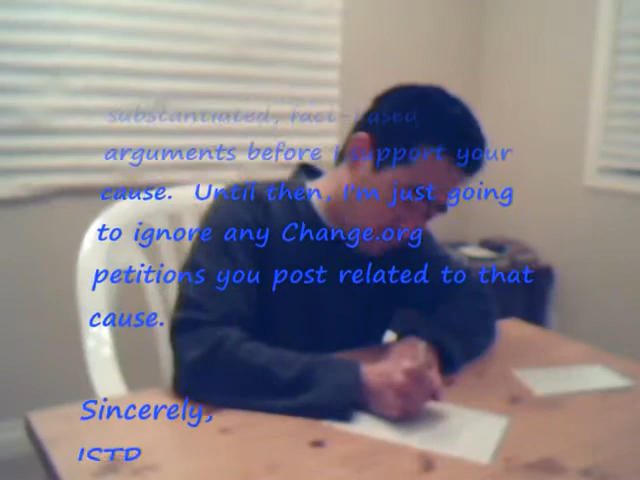 substantiated, fact-based
arguments before I support your
cause. Until then, I'm just going
to ignore any Change.org
petitions you post related to that
cause.
Sincerely,